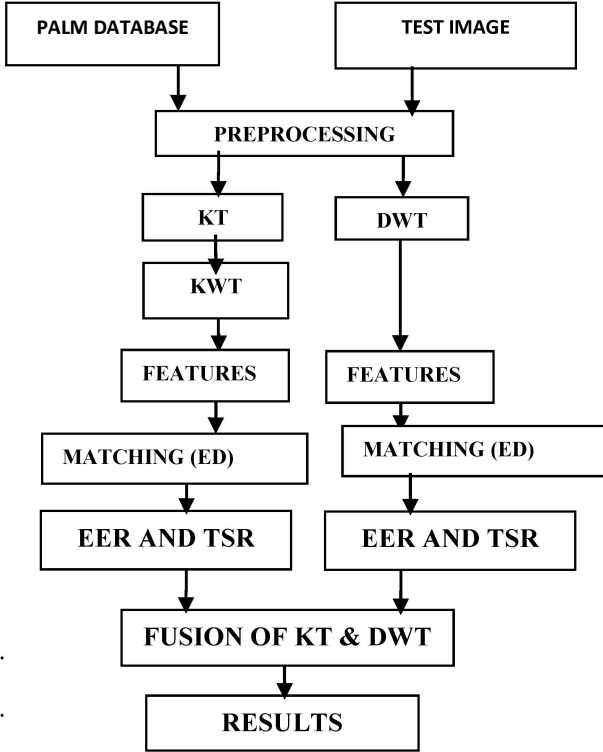 PALM DATABASE
TEST IMAGE
PREPROCESSING
KT
DWT
KWT
FEATURES
FEATURES
MATCHING (ED)
MATCHING (ED)
EER AND TSR
EER AND TSR
FUSION OF KT & DWT
.
.
RESULTS